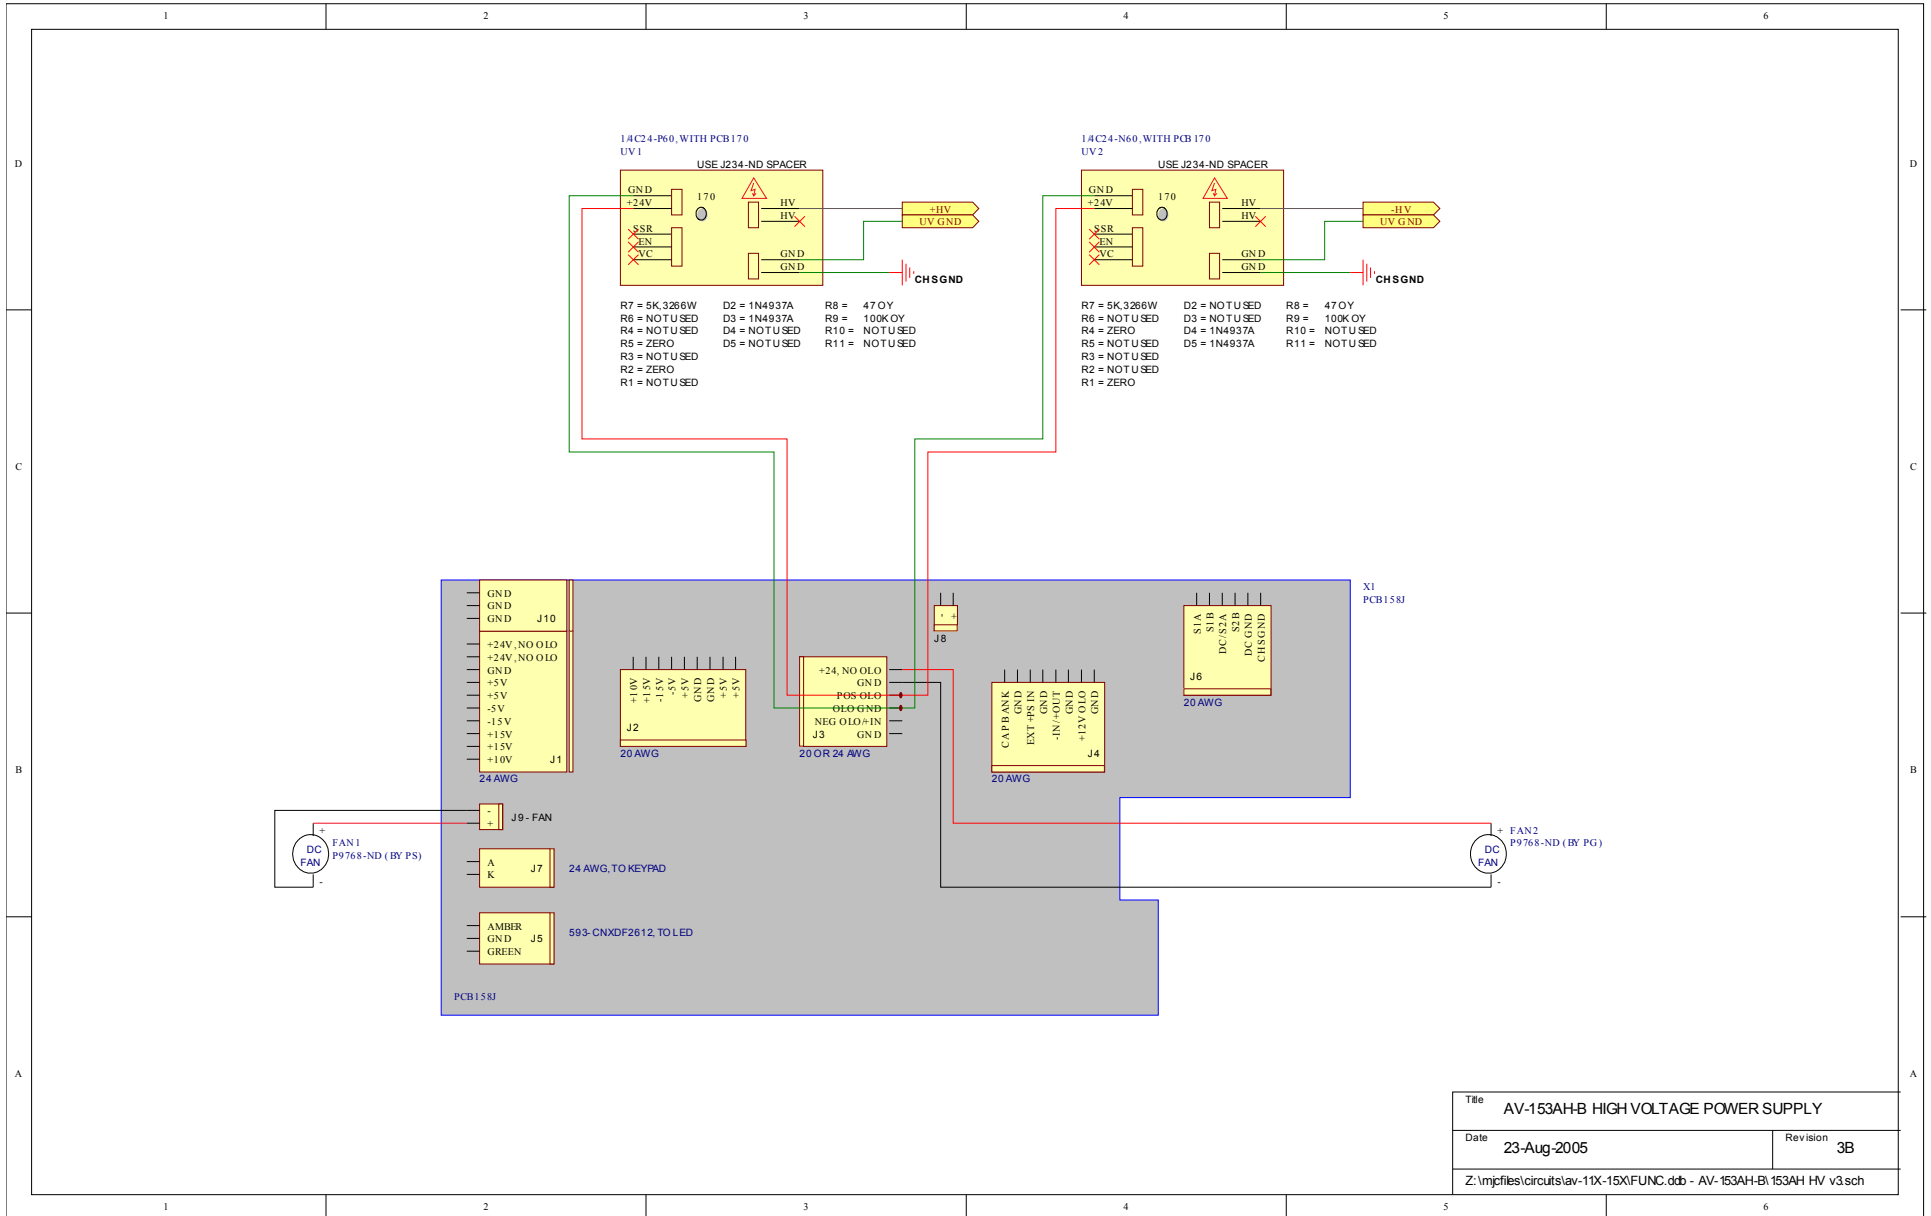 1 2 3 4 5 6
D D
C C
B B
A A
1/4C24-P60, WITH PCB170
UV1
USE J234-ND SPACER
GND
+24V
170
SSR
EN
VC
HV
HV
GND
GND
+HV
UV GND
CHSGND
R7 = 5K, 3266W D2 = 1N4937A R8 = 47 OY
R6 = NOT USED D3 = 1N4937A R9 = 100K OY
R4 = NOT USED D4 = NOT USED R10 = NOT USED
R5 = ZERO D5 = NOT USED R11 = NOT USED
R3 = NOT USED
R2 = ZERO
R1 = NOT USED
1/4C24-N60, WITH PCB170
UV2
USE J234-ND SPACER
GND
+24V
170
SSR
EN
VC
HV
HV
GND
GND
-HV
UV GND
CHSGND
R7 = 5K, 3266W D2 = NOT USED R8 = 47 OY
R6 = NOT USED D3 = NOT USED R9 = 100K OY
R4 = ZERO D4 = 1N4937A R10 = NOT USED
R5 = NOT USED D5 = 1N4937A R11 = NOT USED
R3 = NOT USED
R2 = NOT USED
R1 = ZERO
X1
PCB158J
GND
GND
GND J10
+24V, NO OLO
+24V, NO OLO
GND
+5V
+5V
-5V
-15V
+15V
+15V
+10V J1
24 AWG
+10V
+15V
-15V
-5V
+5V
GND
GND
+5V
+5V
J2
20 AWG
+24, NO OLO
GND
POS OLO
OLO GND
NEG OLO/+IN
J3 GND
20 OR 24 AWG
- +
J8
CAP BANK
GND
EXT +PS IN
GND
-IN/+OUT
GND
+12V OLO
GND
J4
20 AWG
S1A
S1B
DC/S2A
S2B
DC GND
CHSGND
J6
20 AWG
-
+
J9 - FAN
A
K
J7
24 AWG, TO KEYPAD
AMBER
GND
GREEN
J5
593-CNXDF2612, TO LED
PCB158J
+
DC
FAN
-
FAN1
P9768-ND (BY PS)
+
DC
FAN
-
FAN2
P9768-ND (BY PG)
Title AV-153AH-B HIGH VOLTAGE POWER SUPPLY
Date 23-Aug-2005 Revision 3B
Z:\mjcfiles\circuits\av-11X-15X\FUNC.ddb - AV-153AH-B\153AH HV v3.sch
1 2 3 4 5 6